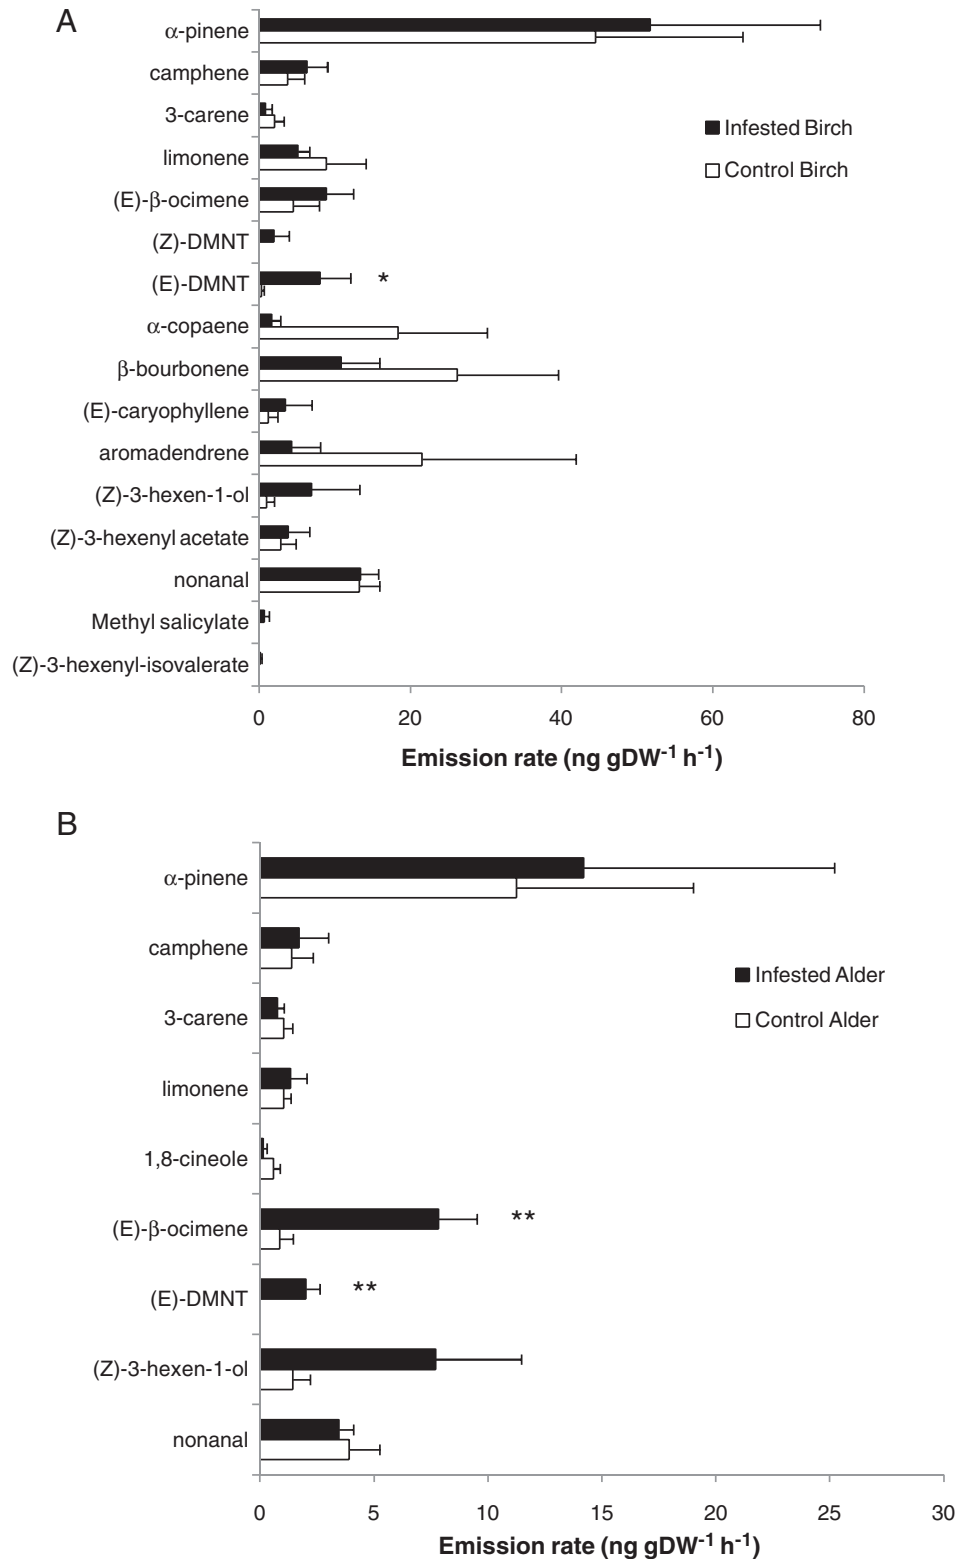 A
α-pinene
camphene
3-carene
limonene
(E)-β-ocimene
(Z)-DMNT
(E)-DMNT
α-copaene
β-bourbonene
(E)-caryophyllene
aromadendrene
(Z)-3-hexen-1-ol
(Z)-3-hexenyl acetate
nonanal
Methyl salicylate
(Z)-3-hexenyl-isovalerate
Infested Birch
Control Birch
*
0 20 40 60 80
Emission rate (ng gDW⁻¹ h⁻¹)
B
α-pinene
camphene
3-carene
limonene
1,8-cineole
(E)-β-ocimene
(E)-DMNT
(Z)-3-hexen-1-ol
nonanal
Infested Alder
Control Alder
**
**
0 5 10 15 20 25 30
Emission rate (ng gDW⁻¹ h⁻¹)